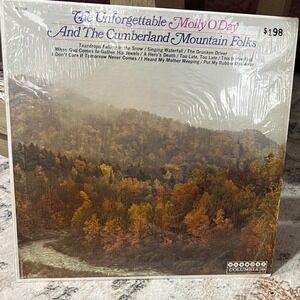 The Unforgettable Molly O'Day
$1.98
And The Cumberland Mountain Folks
Teardrops Falling in the Snow / Singing Waterfall / The Drunken Driver
When God Comes to Gather His Jewels / A Hero's Death / Too Late, Too Late / This
I Don't Care If Tomorrow Never Comes / I Heard My Mother Weeping / Put My Rubber Doll Away
HARMONY
COLUMBIA